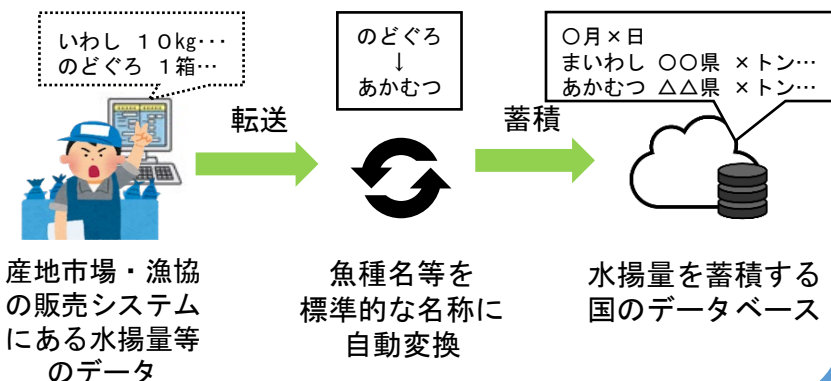 いわし １０kg･･･
のどぐろ １箱…
転送
のどぐろ
↓
あかむつ
蓄積
〇月×日
まいわし 〇〇県 ×トン…
あかむつ △△県 ×トン…
産地市場・漁協
の販売システム
にある水揚量等
のデータ
魚種名等を
標準的な名称に
自動変換
水揚量を蓄積する
国のデータベース